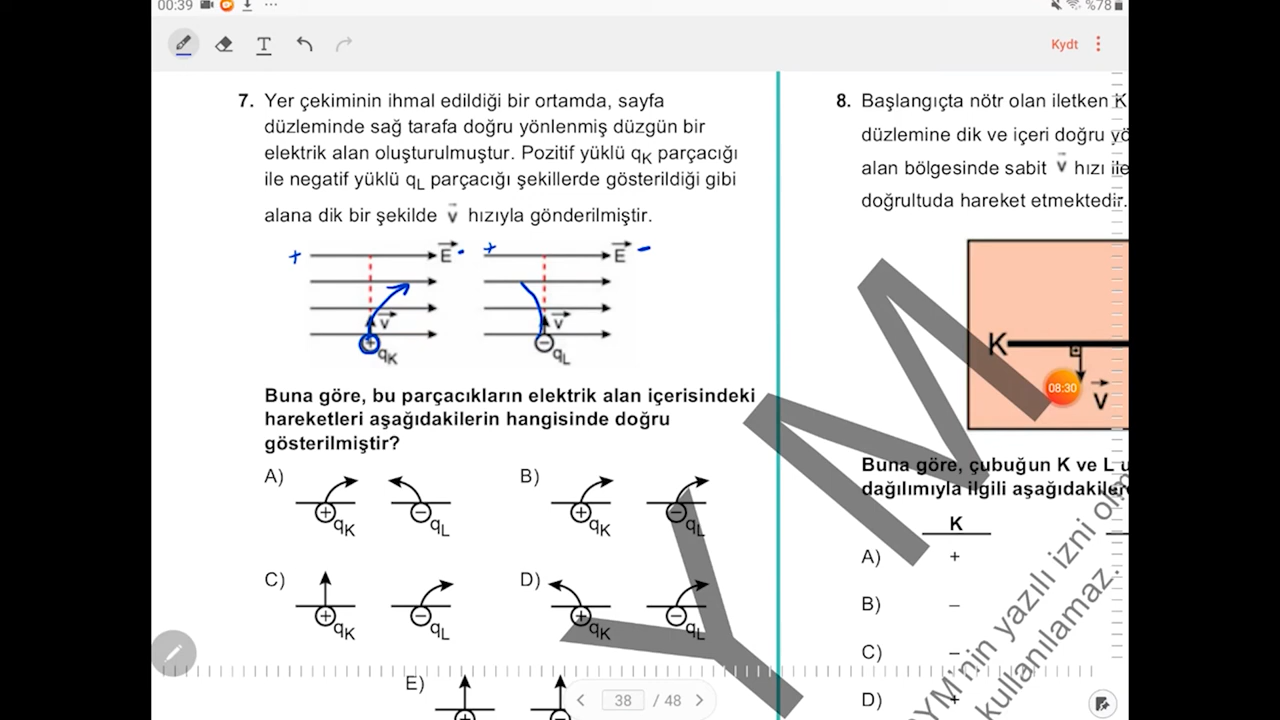 00:39
%78
Kydt
7. Yer çekiminin ihmal edildiği bir ortamda, sayfa
düzleminde sağ tarafa doğru yönlenmiş düzgün bir
elektrik alan oluşturulmuştur. Pozitif yüklü qK parçacığı
ile negatif yüklü qL parçacığı şekillerde gösterildiği gibi
alana dik bir şekilde v hızıyla gönderilmiştir.
+ E - + E -
v v
+ qK - qL
Buna göre, bu parçacıkların elektrik alan içerisindeki
hareketleri aşağıdakilerin hangisinde doğru
gösterilmiştir?
A) B)
+ qK - qL + qK - qL
C) D)
+ qK - qL + qK - qL
E)
8. Başlangıçta nötr olan iletken K
düzlemine dik ve içeri doğru yö
alan bölgesinde sabit v hızı ile
doğrultuda hareket etmektedir.
K
08:30
v
Buna göre, çubuğun K ve L u
dağılımıyla ilgili aşağıdakiler
K
A) +
B) –
C) –
D) +
YM
YM'nin yazılı izni olm
kullanılamaz.
38 / 48